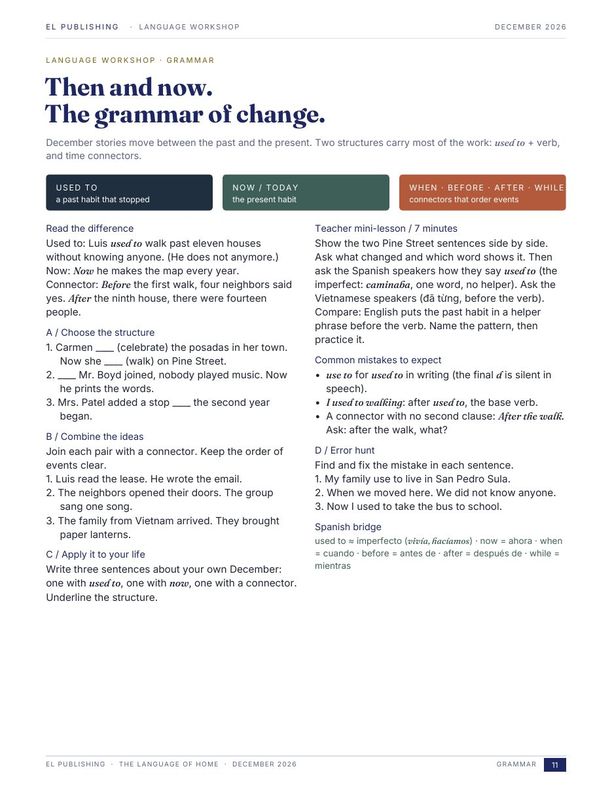 EL PUBLISHING · LANGUAGE WORKSHOP
DECEMBER 2026
LANGUAGE WORKSHOP · GRAMMAR
Then and now.
The grammar of change.
December stories move between the past and the present. Two structures carry most of the work: used to + verb,
and time connectors.
USED TO
a past habit that stopped
NOW / TODAY
the present habit
WHEN · BEFORE · AFTER · WHILE
connectors that order events
Read the difference
Used to: Luis used to walk past eleven houses
without knowing anyone. (He does not anymore.)
Now: Now he makes the map every year.
Connector: Before the first walk, four neighbors said
yes. After the ninth house, there were fourteen
people.
A / Choose the structure
1. Carmen ____ (celebrate) the posadas in her town.
Now she ____ (walk) on Pine Street.
2. ____ Mr. Boyd joined, nobody played music. Now
he prints the words.
3. Mrs. Patel added a stop ____ the second year
began.
B / Combine the ideas
Join each pair with a connector. Keep the order of
events clear.
1. Luis read the lease. He wrote the email.
2. The neighbors opened their doors. The group
sang one song.
3. The family from Vietnam arrived. They brought
paper lanterns.
C / Apply it to your life
Write three sentences about your own December:
one with used to, one with now, one with a connector.
Underline the structure.
Teacher mini-lesson / 7 minutes
Show the two Pine Street sentences side by side.
Ask what changed and which word shows it. Then
ask the Spanish speakers how they say used to (the
imperfect: caminaba, one word, no helper). Ask the
Vietnamese speakers (đã từng, before the verb).
Compare: English puts the past habit in a helper
phrase before the verb. Name the pattern, then
practice it.
Common mistakes to expect
• use to for used to in writing (the final d is silent in
speech).
• I used to walking: after used to, the base verb.
• A connector with no second clause: After the walk.
Ask: after the walk, what?
D / Error hunt
Find and fix the mistake in each sentence.
1. My family use to live in San Pedro Sula.
2. When we moved here. We did not know anyone.
3. Now I used to take the bus to school.
Spanish bridge
used to ≈ imperfecto (vivía, hacíamos) · now = ahora · when
= cuando · before = antes de · after = después de · while =
mientras
EL PUBLISHING · THE LANGUAGE OF HOME · DECEMBER 2026
GRAMMAR 11